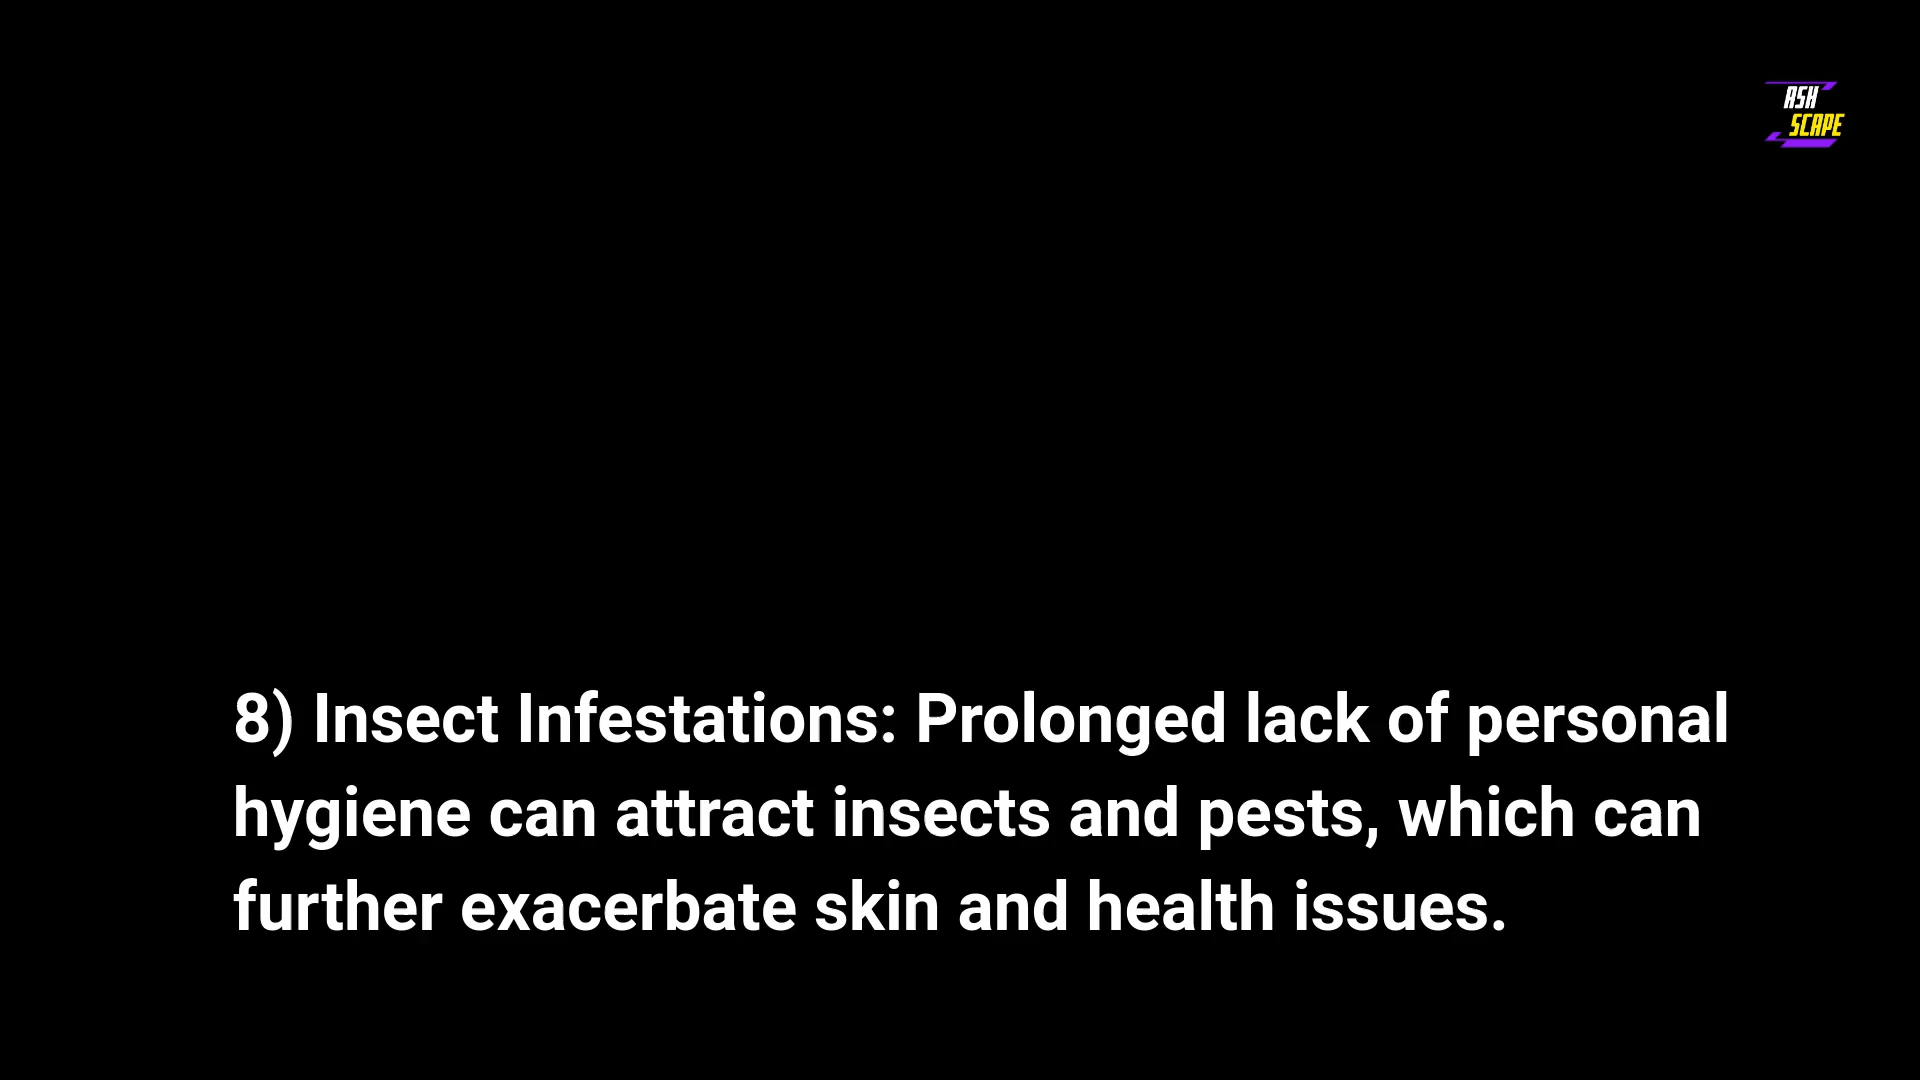 ASH
SCAPE
8) Insect Infestations: Prolonged lack of personal
hygiene can attract insects and pests, which can
further exacerbate skin and health issues.